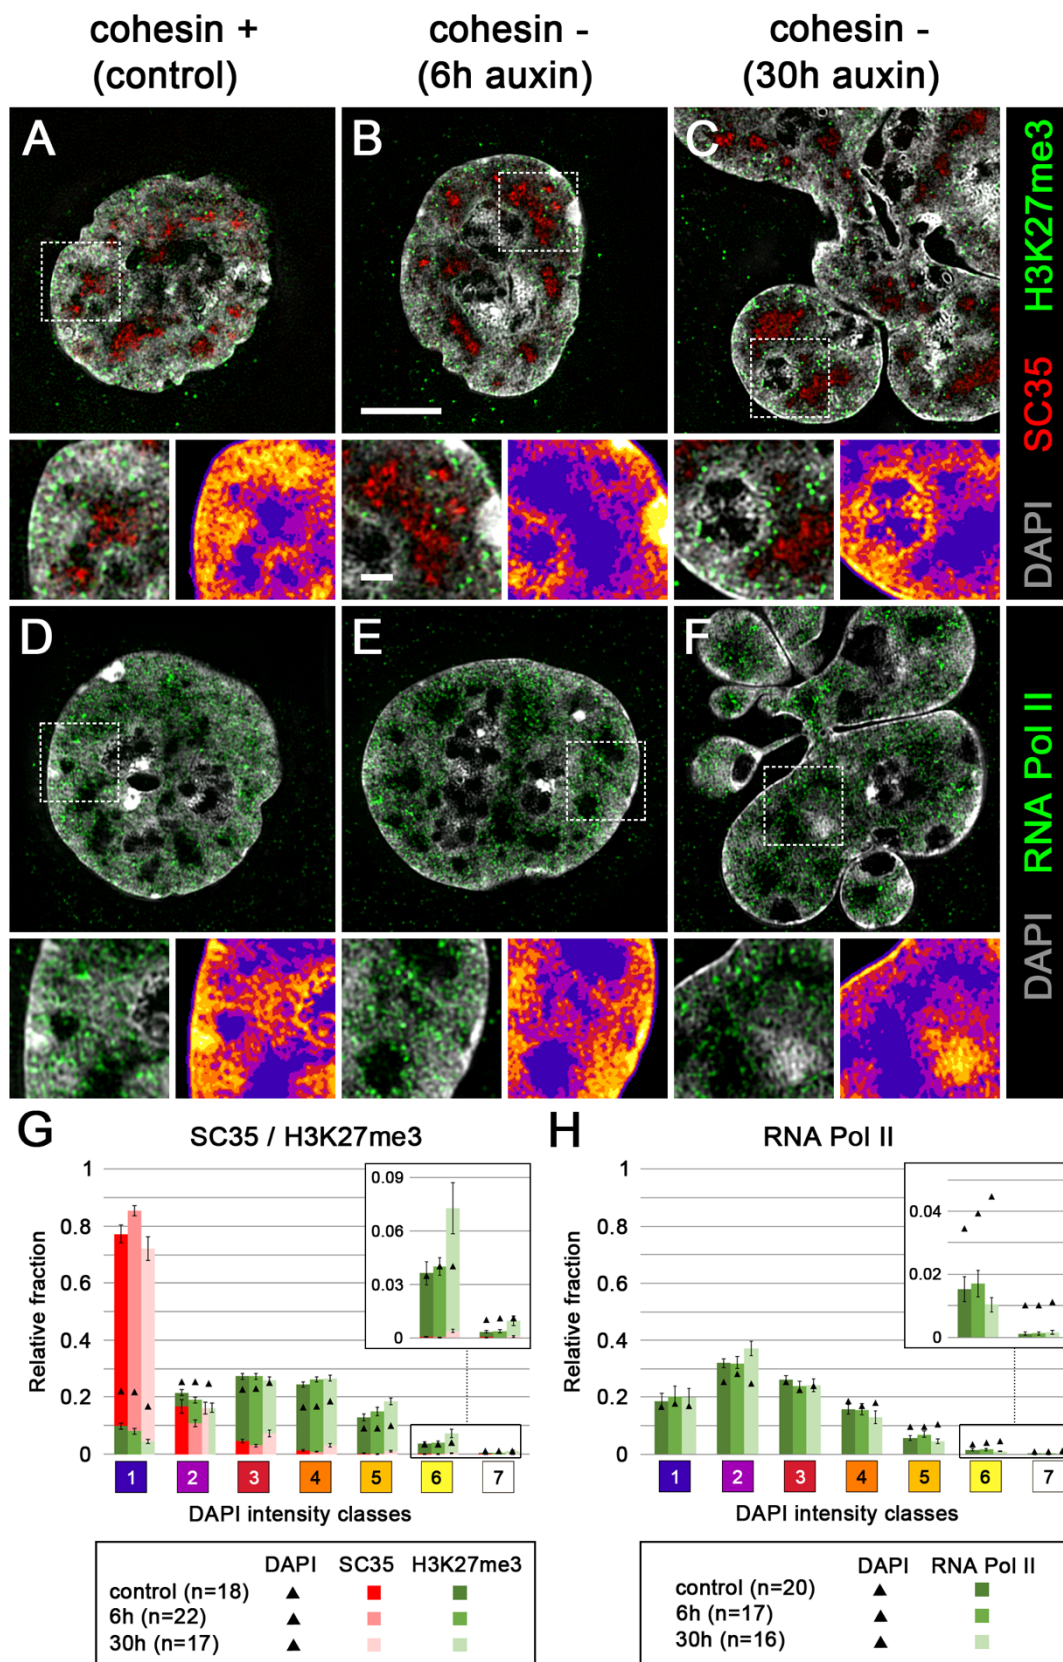 cohesin +
(control)
cohesin -
(6h auxin)
cohesin -
(30h auxin)
A
B
C
DAPI SC35 H3K27me3
D
E
F
DAPI RNA Pol II
G
SC35 / H3K27me3
Relative fraction
1
0.8
0.6
0.4
0.2
0
0.09
0.06
0.03
0
1 2 3 4 5 6 7
DAPI intensity classes
DAPI SC35 H3K27me3
control (n=18)
6h (n=22)
30h (n=17)
H
RNA Pol II
Relative fraction
1
0.8
0.6
0.4
0.2
0
0.04
0.02
0
1 2 3 4 5 6 7
DAPI intensity classes
DAPI RNA Pol II
control (n=20)
6h (n=17)
30h (n=16)